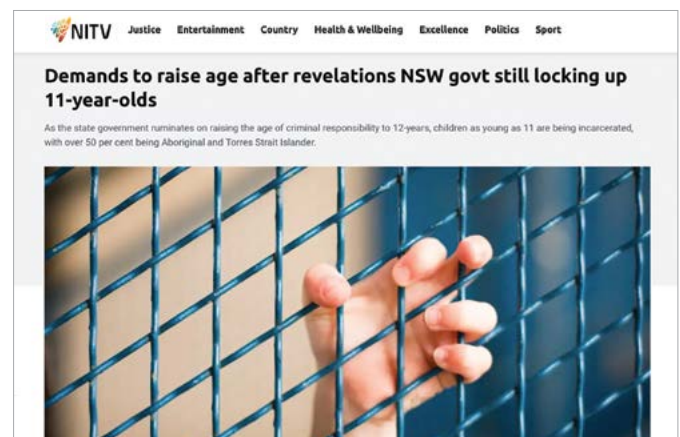 NITV Justice Entertainment Country Health & Wellbeing Excellence Politics Sport
Demands to raise age after revelations NSW govt still locking up
11-year-olds
As the state government ruminates on raising the age of criminal responsibility to 12-years, children as young as 11 are being incarcerated,
with over 50 per cent being Aboriginal and Torres Strait Islander.